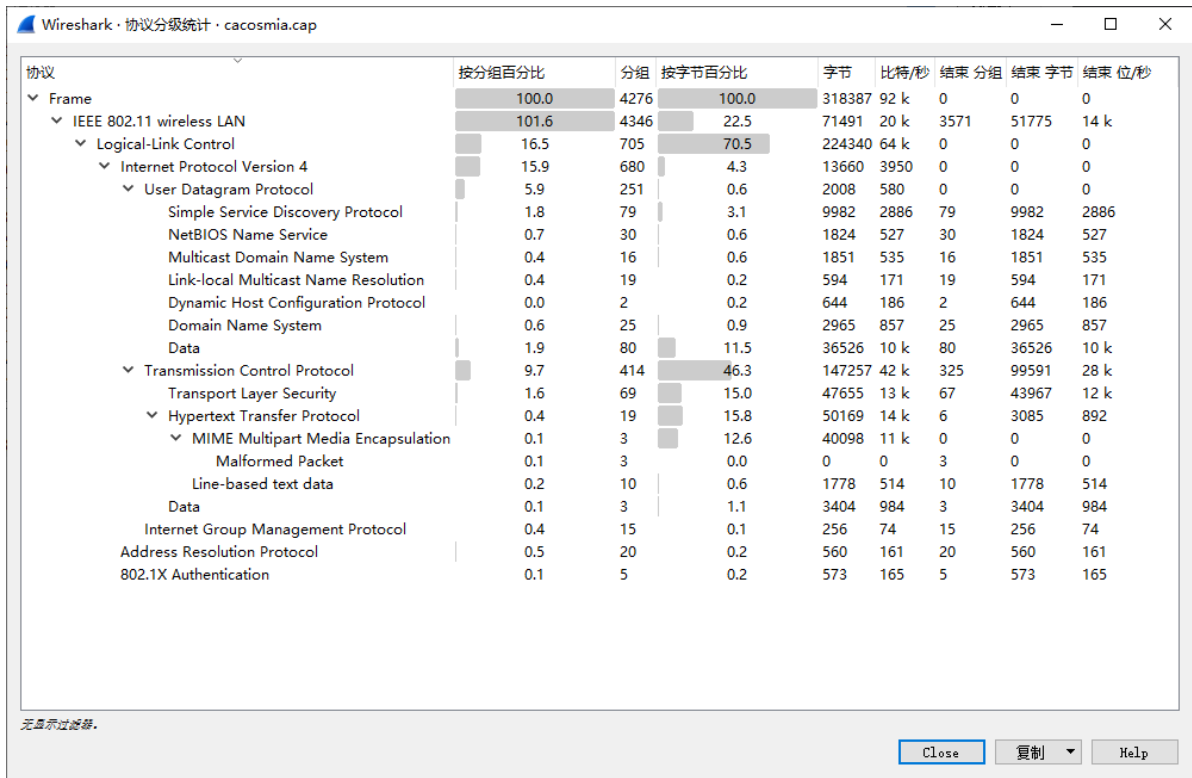 Wireshark · 协议分级统计 · cacosmia.cap
协议 按分组百分比 分组 按字节百分比 字节 比特/秒 结束 分组 结束 字节 结束 位/秒
Frame 100.0 4276 100.0 318387 92 k 0 0 0
IEEE 802.11 wireless LAN 101.6 4346 22.5 71491 20 k 3571 51775 14 k
Logical-Link Control 16.5 705 70.5 224340 64 k 0 0 0
Internet Protocol Version 4 15.9 680 4.3 13660 3950 0 0 0
User Datagram Protocol 5.9 251 0.6 2008 580 0 0 0
Simple Service Discovery Protocol 1.8 79 3.1 9982 2886 79 9982 2886
NetBIOS Name Service 0.7 30 0.6 1824 527 30 1824 527
Multicast Domain Name System 0.4 16 0.6 1851 535 16 1851 535
Link-local Multicast Name Resolution 0.4 19 0.2 594 171 19 594 171
Dynamic Host Configuration Protocol 0.0 2 0.2 644 186 2 644 186
Domain Name System 0.6 25 0.9 2965 857 25 2965 857
Data 1.9 80 11.5 36526 10 k 80 36526 10 k
Transmission Control Protocol 9.7 414 46.3 147257 42 k 325 99591 28 k
Transport Layer Security 1.6 69 15.0 47655 13 k 67 43967 12 k
Hypertext Transfer Protocol 0.4 19 15.8 50169 14 k 6 3085 892
MIME Multipart Media Encapsulation 0.1 3 12.6 40098 11 k 0 0 0
Malformed Packet 0.1 3 0.0 0 0 3 0 0
Line-based text data 0.2 10 0.6 1778 514 10 1778 514
Data 0.1 3 1.1 3404 984 3 3404 984
Internet Group Management Protocol 0.4 15 0.1 256 74 15 256 74
Address Resolution Protocol 0.5 20 0.2 560 161 20 560 161
802.1X Authentication 0.1 5 0.2 573 165 5 573 165
无显示过滤器。
Close 复制 Help